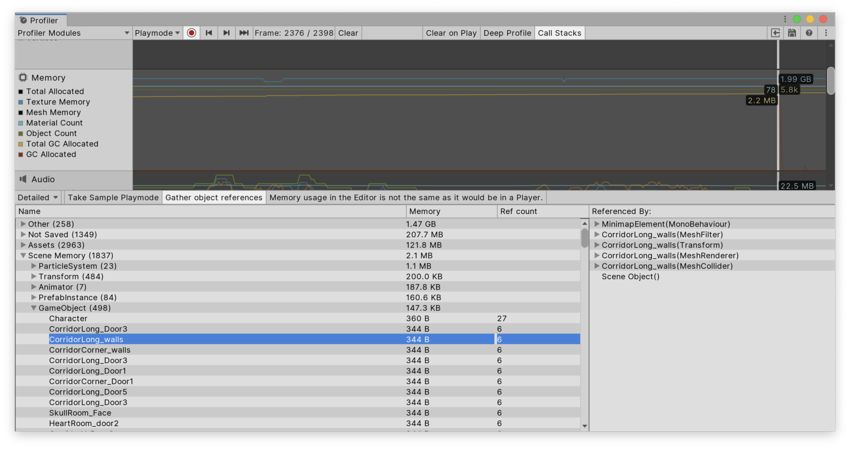 Profiler
Profiler Modules Playmode Frame: 2376 / 2398 Clear Clear on Play Deep Profile Call Stacks
Memory
Total Allocated
Texture Memory
Mesh Memory
Material Count
Object Count
Total GC Allocated
GC Allocated
1.99 GB
78 5.8k
2.2 MB
Audio
22.5 MB
Detailed Take Sample Playmode Gather object references Memory usage in the Editor is not the same as it would be in a Player.
Name Memory Ref count Referenced By:
Other (258) 1.47 GB MinimapElement(MonoBehaviour)
Not Saved (1349) 207.7 MB CorridorLong_walls(MeshFilter)
Assets (2963) 121.8 MB CorridorLong_walls(Transform)
Scene Memory (1837) 2.1 MB CorridorLong_walls(MeshRenderer)
ParticleSystem (23) 1.1 MB CorridorLong_walls(MeshCollider)
Transform (484) 200.0 KB Scene Object()
Animator (7) 187.8 KB
PrefabInstance (84) 160.6 KB
GameObject (498) 147.3 KB
Character 360 B 27
CorridorLong_Door3 344 B 6
CorridorLong_walls 344 B 6
CorridorCorner_walls 344 B 6
CorridorLong_Door3 344 B 6
CorridorLong_Door1 344 B 6
CorridorCorner_Door1 344 B 6
CorridorLong_Door5 344 B 6
CorridorLong_Door3 344 B 6
SkullRoom_Face 344 B 6
HeartRoom_door2 344 B 6